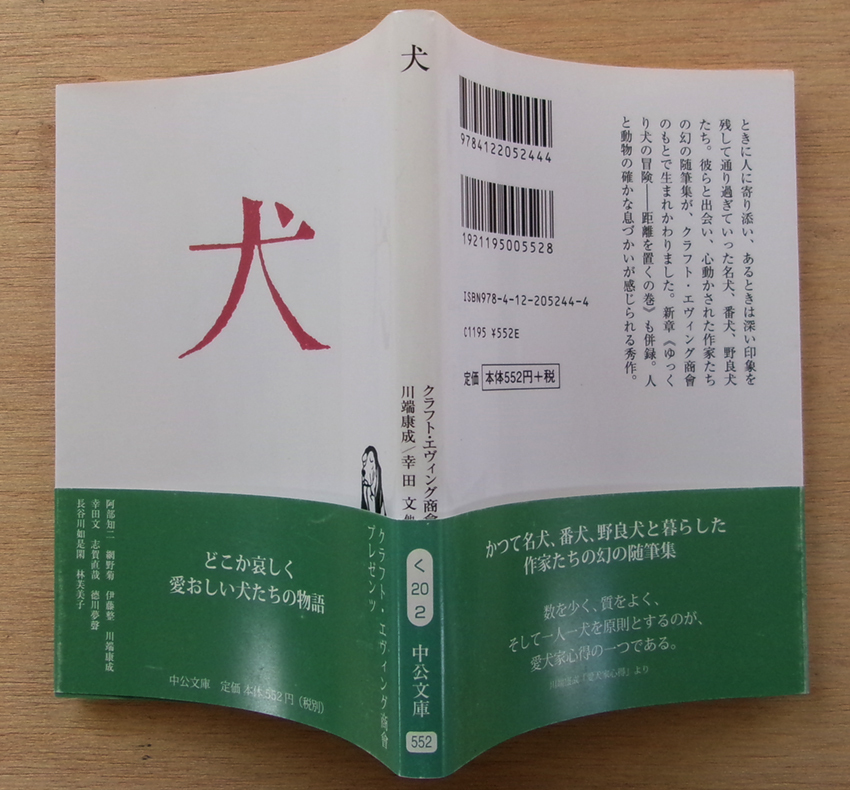 犬
阿部知二　網野菊　伊藤整　川端康成
幸田文　志賀直哉　徳川夢聲
長谷川如是閑　林芙美子
どこか哀しく
愛おしい犬たちの物語
中公文庫　定価 本体552円（税別）
クラフト・エヴィング商會
プレゼンツ
犬
クラフト・エヴィング商會
川端康成／幸田 文 他
く
20
2
中公文庫
552
9784122052444
1921195005528
ISBN978-4-12-205244-4
C1195 ¥552E
定価 本体552円＋税
ときに人に寄り添い、あるときは深い印象を
残して通り過ぎていった名犬、番犬、野良犬
たち。彼らと出会い、心動かされた作家たち
の幻の随筆集が、クラフト・エヴィング商會
のもとで生まれかわりました。新章《ゆっく
り犬の冒険――距離を置くの巻》も併録。人
と動物の確かな息づかいが感じられる秀作。
かつて名犬、番犬、野良犬と暮らした
作家たちの幻の随筆集
数を少く、質をよく、
そして一人一犬を原則とするのが、
愛犬家心得の一つである。
川端康成「愛犬家心得」より